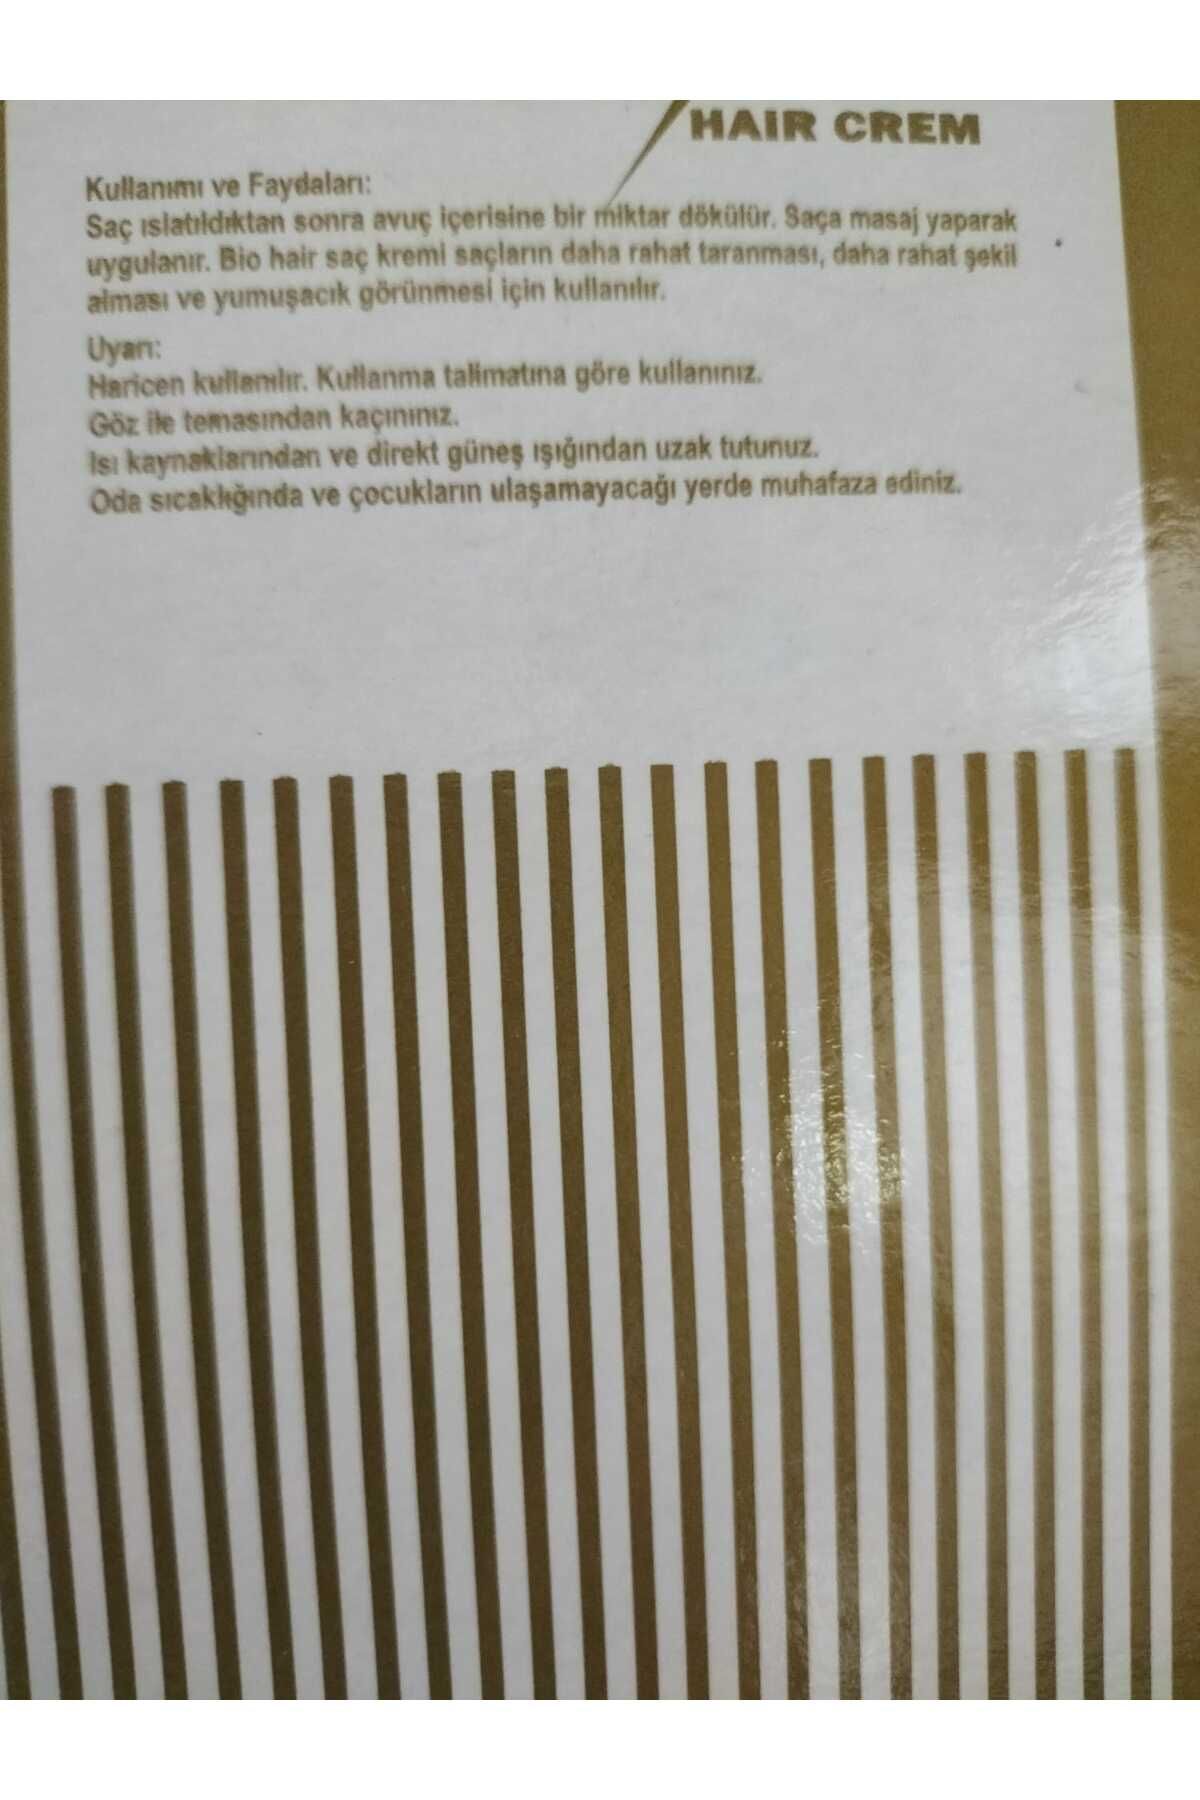 HAIR CREM
Kullanımı ve Faydaları:
Saç ıslatıldıktan sonra avuç içerisine bir miktar dökülür. Saça masaj yaparak
uygulanır. Bio hair saç kremi saçların daha rahat taranması, daha rahat şekil
alması ve yumuşacık görünmesi için kullanılır.
Uyarı:
Haricen kullanılır. Kullanma talimatına göre kullanınız.
Göz ile temasından kaçınınız.
Isı kaynaklarından ve direkt güneş ışığından uzak tutunuz.
Oda sıcaklığında ve çocukların ulaşamayacağı yerde muhafaza ediniz.